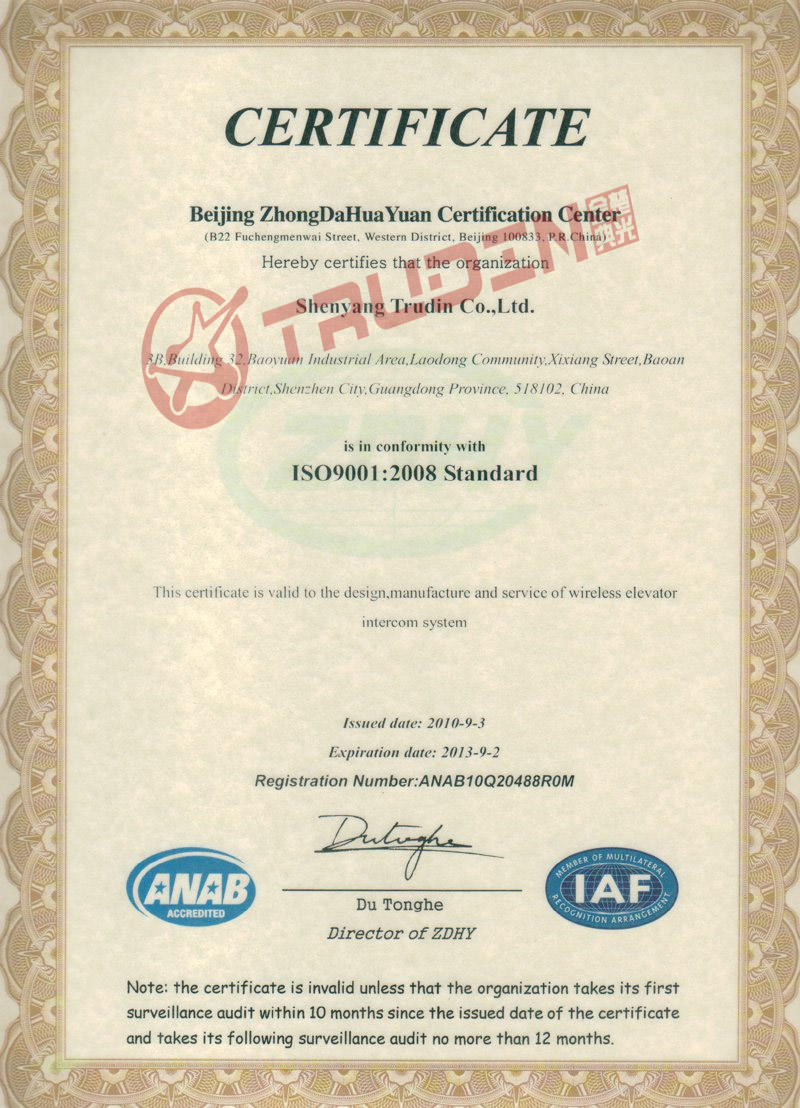 CERTIFICATE
Beijing ZhongDaHuaYuan Certification Center
(B22 Fuchengmenwai Street, Western District, Beijing 100833, P.R.China)
Hereby certifies that the organization
TRUDEN
Shenyang Trudin Co.,Ltd.
3B,Building 32,Baoyuan Industrial Area,Laodong Community,Xixiang Street,Baoan
District,Shenzhen City,Guangdong Province, 518102, China
ZDHY
is in conformity with
ISO9001:2008 Standard
This certificate is valid to the design,manufacture and service of wireless elevator
intercom system
Issued date: 2010-9-3
Expiration date: 2013-9-2
Registration Number:ANAB10Q20488R0M
ANAB
ACCREDITED
Du Tonghe
Director of ZDHY
MEMBER OF MULTILATERAL
IAF
RECOGNITION ARRANGEMENT
Note: the certificate is invalid unless that the organization takes its first
surveillance audit within 10 months since the issued date of the certificate
and takes its following surveillance audit no more than 12 months.